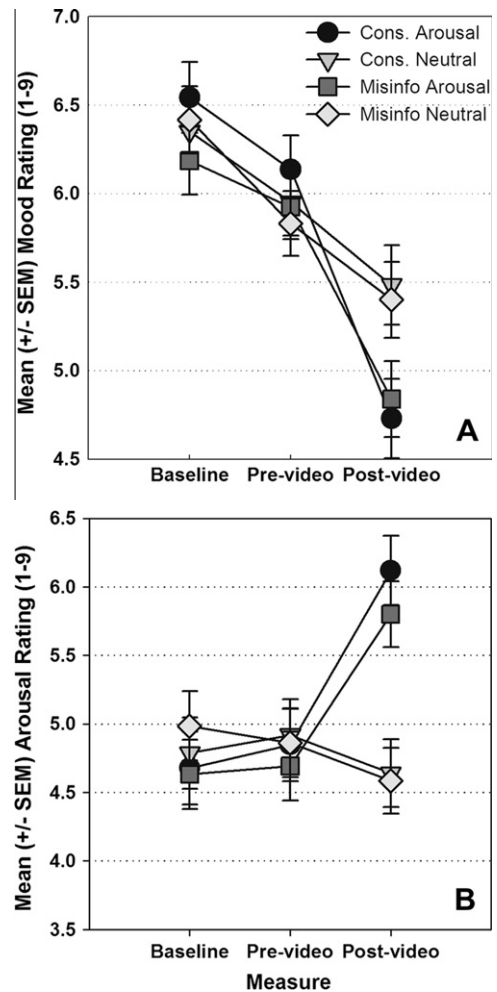 7.0
6.5
6.0
5.5
5.0
4.5
Mean (+/- SEM) Mood Rating (1-9)
Cons. Arousal
Cons. Neutral
Misinfo Arousal
Misinfo Neutral
A
Baseline Pre-video Post-video
6.5
6.0
5.5
5.0
4.5
4.0
3.5
Mean (+/- SEM) Arousal Rating (1-9)
B
Baseline Pre-video Post-video
Measure